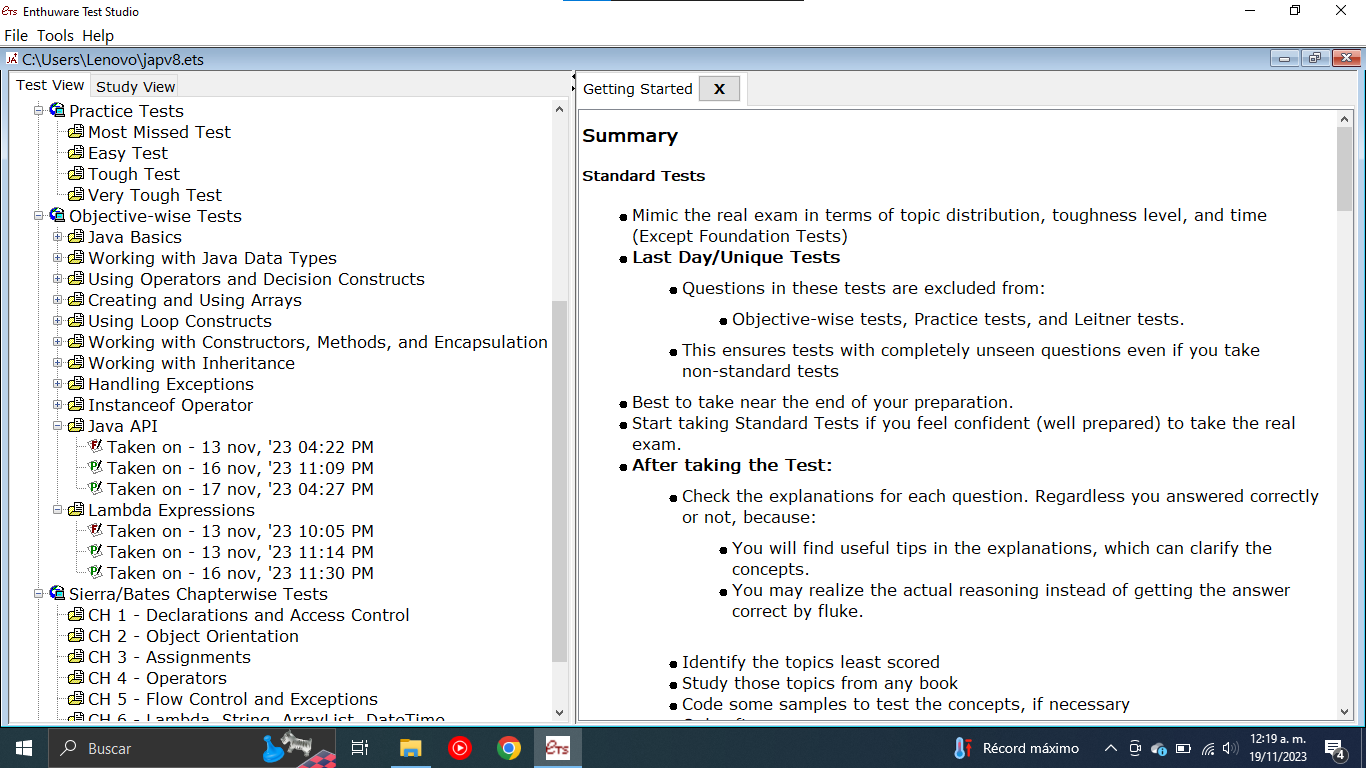 ETS Enthuware Test Studio
File Tools Help
C:\Users\Lenovo\japv8.ets
Test View Study View
Practice Tests
Most Missed Test
Easy Test
Tough Test
Very Tough Test
Objective-wise Tests
Java Basics
Working with Java Data Types
Using Operators and Decision Constructs
Creating and Using Arrays
Using Loop Constructs
Working with Constructors, Methods, and Encapsulation
Working with Inheritance
Handling Exceptions
Instanceof Operator
Java API
Taken on - 13 nov, '23 04:22 PM
Taken on - 16 nov, '23 11:09 PM
Taken on - 17 nov, '23 04:27 PM
Lambda Expressions
Taken on - 13 nov, '23 10:05 PM
Taken on - 13 nov, '23 11:14 PM
Taken on - 16 nov, '23 11:30 PM
Sierra/Bates Chapterwise Tests
CH 1 - Declarations and Access Control
CH 2 - Object Orientation
CH 3 - Assignments
CH 4 - Operators
CH 5 - Flow Control and Exceptions
CH 6 - Lambda, String, ArrayList, DateTime
Getting Started X
Summary
Standard Tests
Mimic the real exam in terms of topic distribution, toughness level, and time
(Except Foundation Tests)
Last Day/Unique Tests
Questions in these tests are excluded from:
Objective-wise tests, Practice tests, and Leitner tests.
This ensures tests with completely unseen questions even if you take
non-standard tests
Best to take near the end of your preparation.
Start taking Standard Tests if you feel confident (well prepared) to take the real
exam.
After taking the Test:
Check the explanations for each question. Regardless you answered correctly
or not, because:
You will find useful tips in the explanations, which can clarify the
concepts.
You may realize the actual reasoning instead of getting the answer
correct by fluke.
Identify the topics least scored
Study those topics from any book
Code some samples to test the concepts, if necessary
Buscar
ETS
Récord máximo
12:19 a. m.
19/11/2023
4